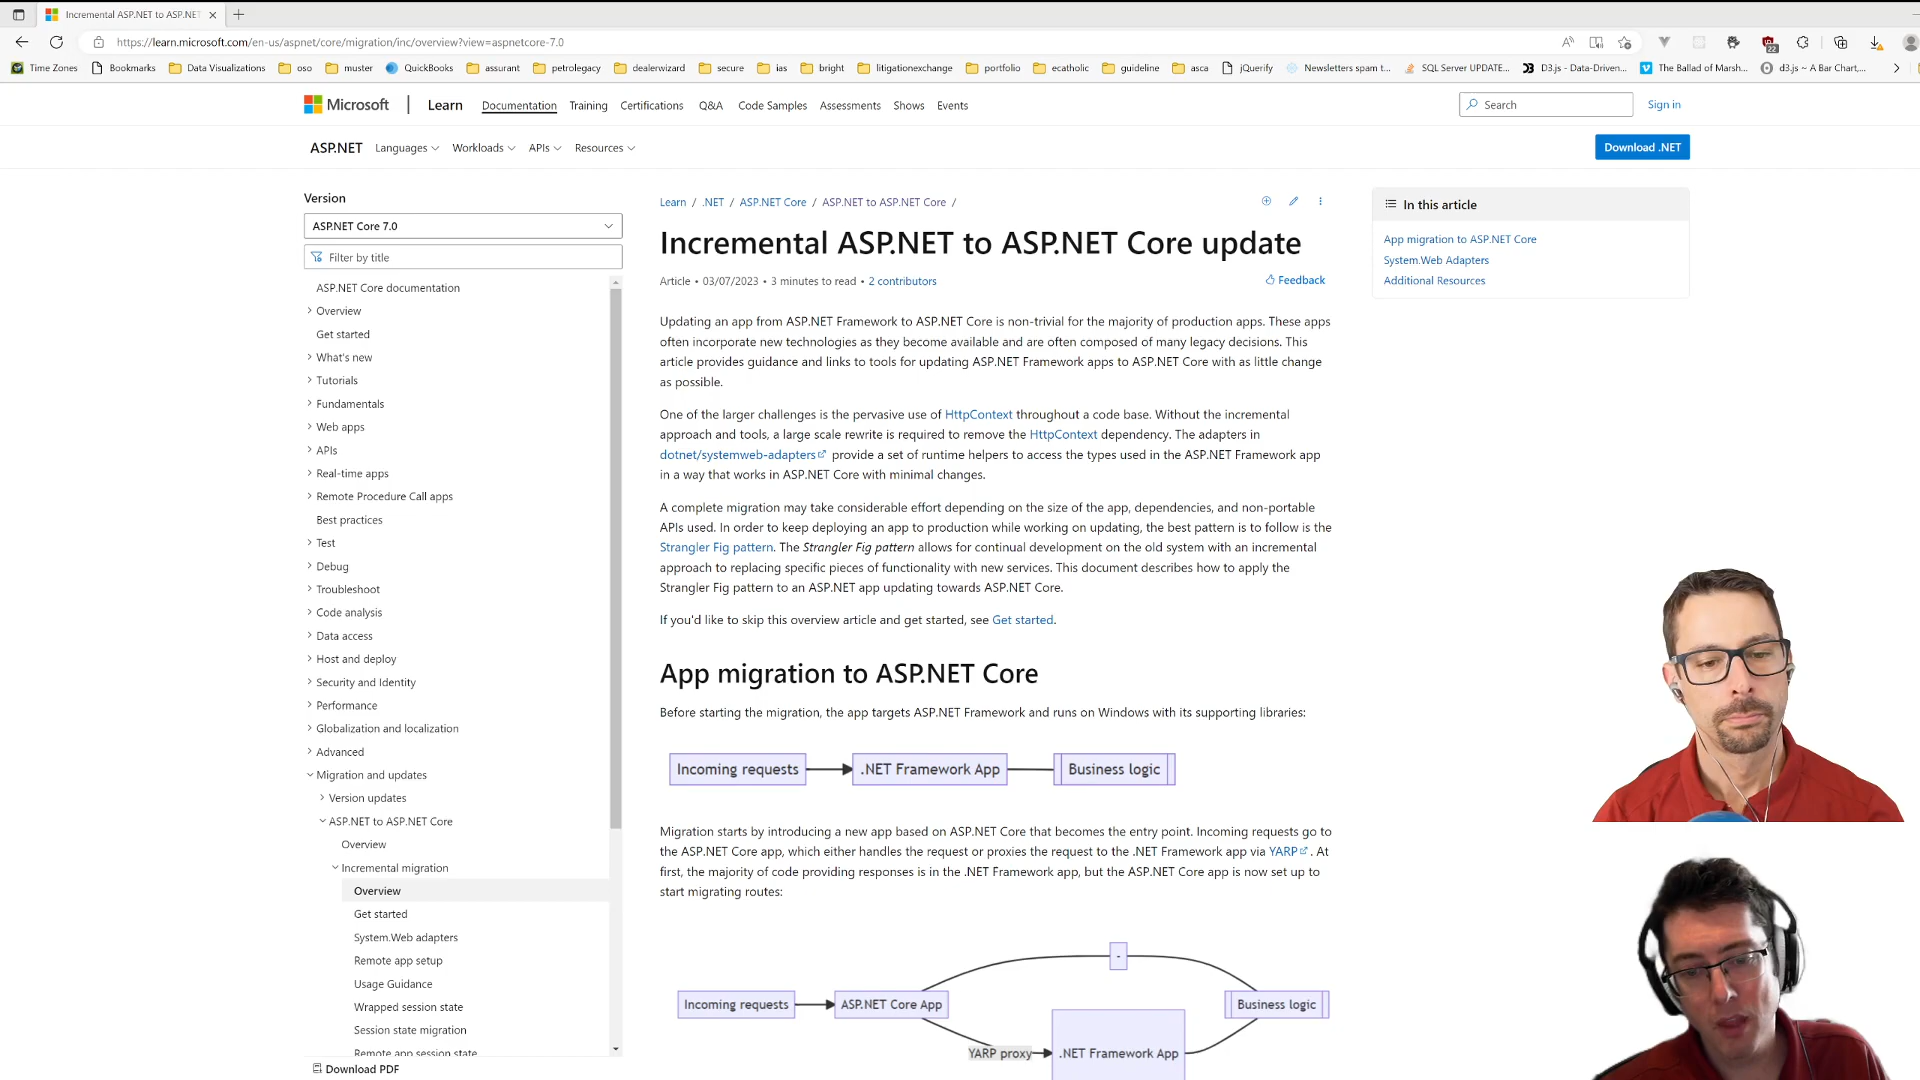 Incremental ASP.NET to ASP.NET
https://learn.microsoft.com/en-us/aspnet/core/migration/inc/overview?view=aspnetcore-7.0
22
Time Zones Bookmarks Data Visualizations oso muster QuickBooks assurant petrolegacy dealerwizard secure ias bright litigationexchange portfolio ecatholic guideline asca jQuerify Newsletters spam t... SQL Server UPDATE... D3.js - Data-Driven... The Ballad of Marsh... d3.js ~ A Bar Chart,...
Microsoft Learn Documentation Training Certifications Q&A Code Samples Assessments Shows Events Search Sign in
ASP.NET Languages Workloads APIs Resources Download .NET
Version
ASP.NET Core 7.0
Filter by title
ASP.NET Core documentation
Overview
Get started
What's new
Tutorials
Fundamentals
Web apps
APIs
Real-time apps
Remote Procedure Call apps
Best practices
Test
Debug
Troubleshoot
Code analysis
Data access
Host and deploy
Security and Identity
Performance
Globalization and localization
Advanced
Migration and updates
Version updates
ASP.NET to ASP.NET Core
Overview
Incremental migration
Overview
Get started
System.Web adapters
Remote app setup
Usage Guidance
Wrapped session state
Session state migration
Remote app session state
Download PDF
Learn / .NET / ASP.NET Core / ASP.NET to ASP.NET Core /
Incremental ASP.NET to ASP.NET Core update
Article • 03/07/2023 • 3 minutes to read • 2 contributors
Feedback
Updating an app from ASP.NET Framework to ASP.NET Core is non-trivial for the majority of production apps. These apps
often incorporate new technologies as they become available and are often composed of many legacy decisions. This
article provides guidance and links to tools for updating ASP.NET Framework apps to ASP.NET Core with as little change
as possible.
One of the larger challenges is the pervasive use of HttpContext throughout a code base. Without the incremental
approach and tools, a large scale rewrite is required to remove the HttpContext dependency. The adapters in
dotnet/systemweb-adapters provide a set of runtime helpers to access the types used in the ASP.NET Framework app
in a way that works in ASP.NET Core with minimal changes.
A complete migration may take considerable effort depending on the size of the app, dependencies, and non-portable
APIs used. In order to keep deploying an app to production while working on updating, the best pattern is to follow is the
Strangler Fig pattern. The Strangler Fig pattern allows for continual development on the old system with an incremental
approach to replacing specific pieces of functionality with new services. This document describes how to apply the
Strangler Fig pattern to an ASP.NET app updating towards ASP.NET Core.
If you'd like to skip this overview article and get started, see Get started.
App migration to ASP.NET Core
Before starting the migration, the app targets ASP.NET Framework and runs on Windows with its supporting libraries:
Incoming requests .NET Framework App Business logic
Migration starts by introducing a new app based on ASP.NET Core that becomes the entry point. Incoming requests go to
the ASP.NET Core app, which either handles the request or proxies the request to the .NET Framework app via YARP . At
first, the majority of code providing responses is in the .NET Framework app, but the ASP.NET Core app is now set up to
start migrating routes:
-
Incoming requests ASP.NET Core App Business logic
YARP proxy .NET Framework App
In this article
App migration to ASP.NET Core
System.Web Adapters
Additional Resources